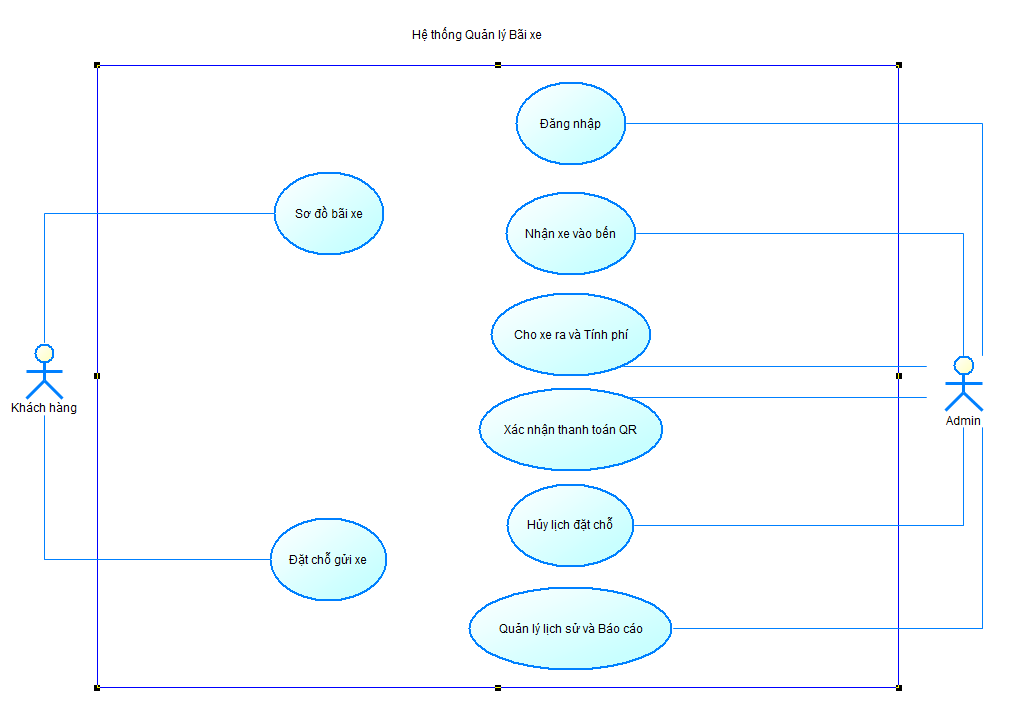 Hệ thống Quản lý Bãi xe
Đăng nhập
Sơ đồ bãi xe
Nhận xe vào bến
Cho xe ra và Tính phí
Khách hàng
Admin
Xác nhận thanh toán QR
Hủy lịch đặt chỗ
Đặt chỗ gửi xe
Quản lý lịch sử và Báo cáo